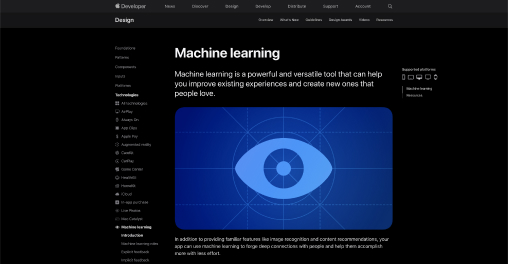 Developer
News
Discover
Design
Develop
Distribute
Support
Account
Design
Overview
What's New
Guidelines
Design Awards
Videos
Resources
Foundations
Patterns
Components
Inputs
Platforms
Technologies
All technologies
AirPlay
Always On
App Clips
Apple Pay
Augmented reality
CareKit
CarPlay
Game Center
HealthKit
HomeKit
iCloud
In-app purchase
Live Photos
Mac Catalyst
Machine learning
Introduction
Machine learning roles
Explicit feedback
Implicit feedback
Machine learning
Machine learning is a powerful and versatile tool that can help
you improve existing experiences and create new ones that
people love.
In addition to providing familiar features like image recognition and content recommendations, your
app can use machine learning to forge deep connections with people and help them accomplish
more with less effort.
Supported platforms
Machine learning
Resources